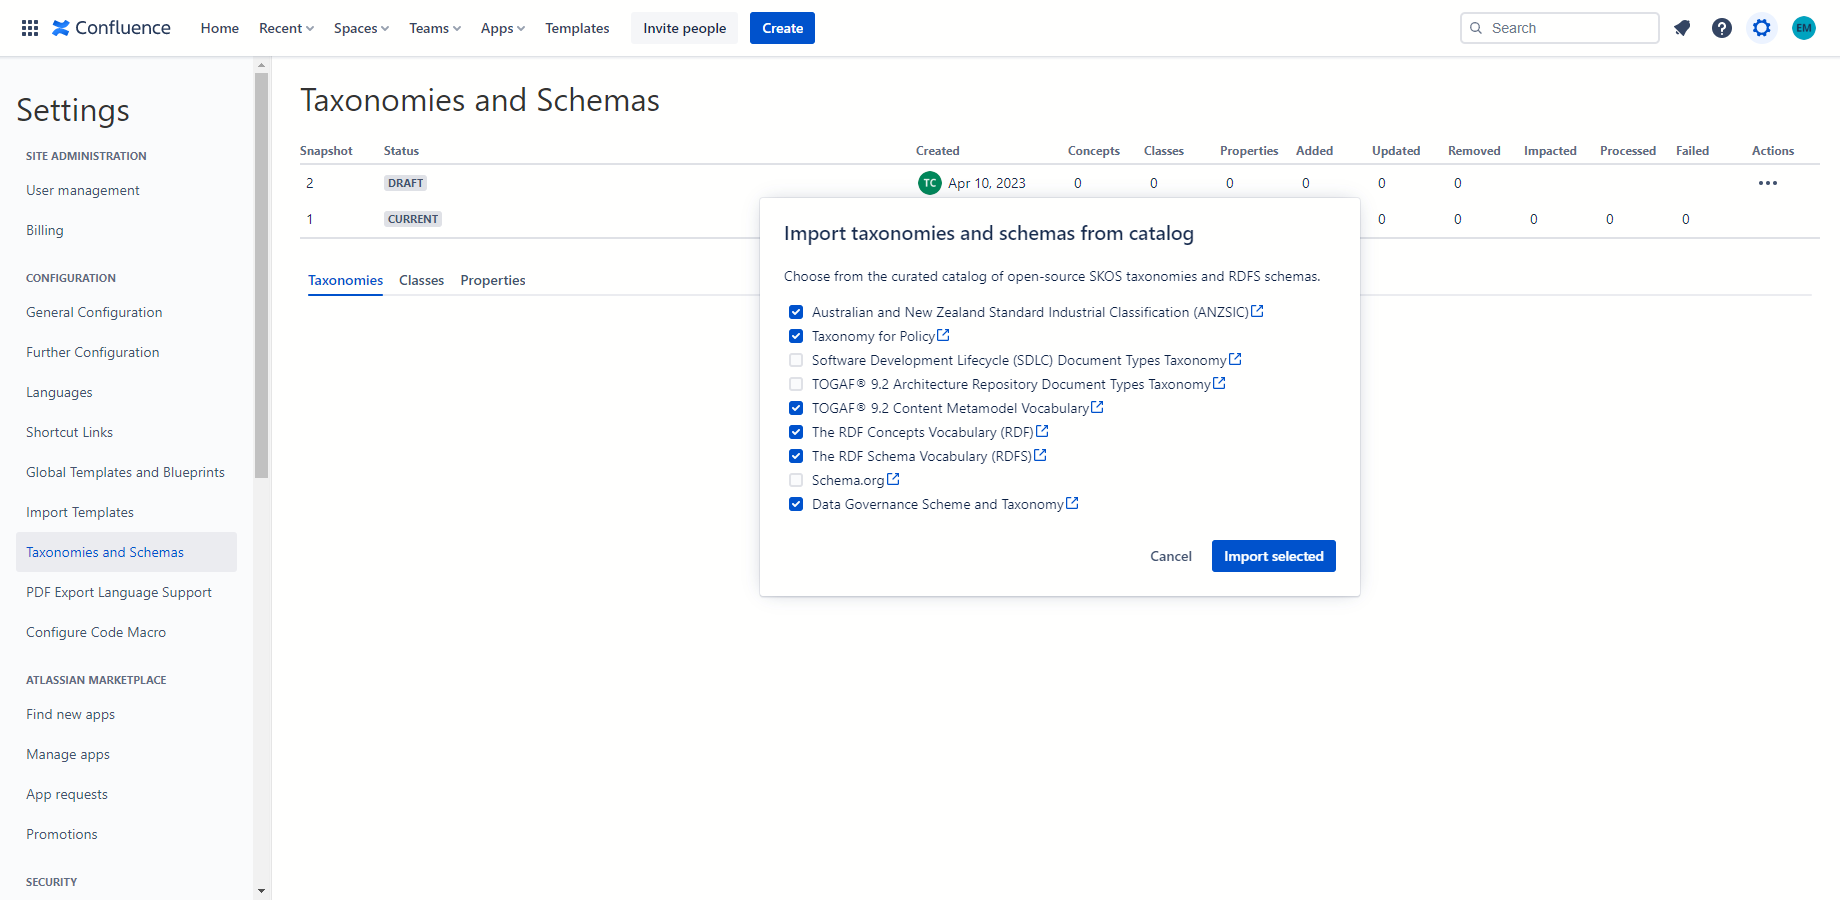 Confluence Home Recent Spaces Teams Apps Templates Invite people Create Search EM
Settings
SITE ADMINISTRATION
User management
Billing
CONFIGURATION
General Configuration
Further Configuration
Languages
Shortcut Links
Global Templates and Blueprints
Import Templates
Taxonomies and Schemas
PDF Export Language Support
Configure Code Macro
ATLASSIAN MARKETPLACE
Find new apps
Manage apps
App requests
Promotions
SECURITY
Taxonomies and Schemas
Snapshot Status Created Concepts Classes Properties Added Updated Removed Impacted Processed Failed Actions
2 DRAFT TC Apr 10, 2023 0 0 0 0 0 0
1 CURRENT 0 0 0 0 0
Taxonomies Classes Properties
Import taxonomies and schemas from catalog
Choose from the curated catalog of open-source SKOS taxonomies and RDFS schemas.
Australian and New Zealand Standard Industrial Classification (ANZSIC)
Taxonomy for Policy
Software Development Lifecycle (SDLC) Document Types Taxonomy
TOGAF® 9.2 Architecture Repository Document Types Taxonomy
TOGAF® 9.2 Content Metamodel Vocabulary
The RDF Concepts Vocabulary (RDF)
The RDF Schema Vocabulary (RDFS)
Schema.org
Data Governance Scheme and Taxonomy
Cancel Import selected